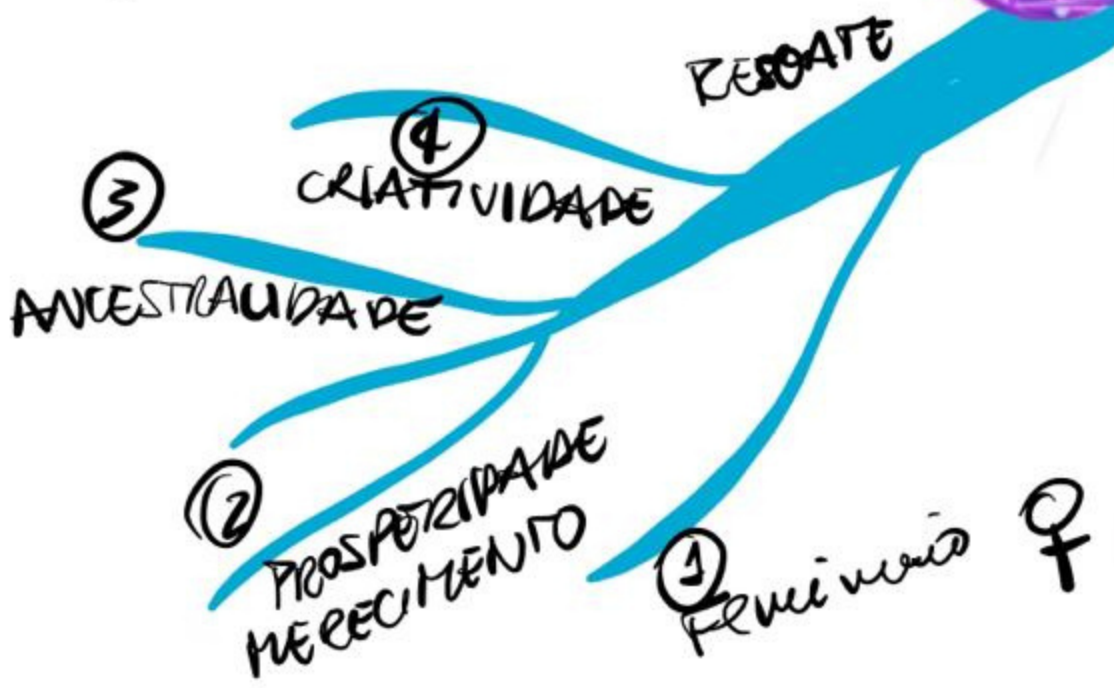 RESGATE
4
CRIATIVIDADE
3
ANCESTRALIDADE
2
PROSPERIDADE
MERECIMENTO
1
Feminino ♀